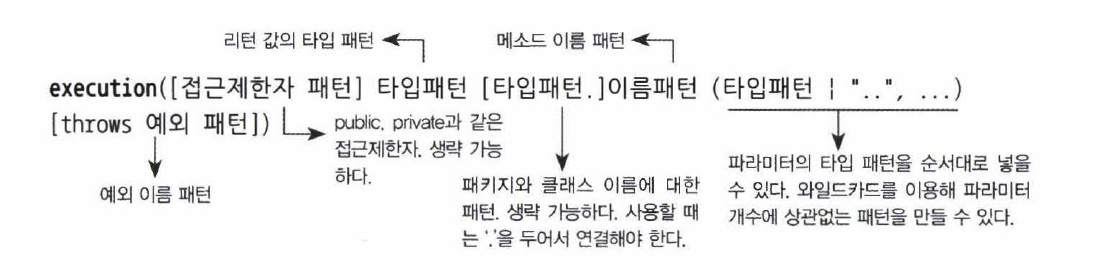 리턴 값의 타입 패턴
메소드 이름 패턴
execution([접근제한자 패턴] 타입패턴 [타입패턴.]이름패턴 (타입패턴 | "..", ...)
[throws 예외 패턴])
public, private과 같은
접근제한자. 생략 가능
하다.
예외 이름 패턴
패키지와 클래스 이름에 대한
패턴. 생략 가능하다. 사용할 때
는 '.'을 두어서 연결해야 한다.
파라미터의 타입 패턴을 순서대로 넣을
수 있다. 와일드카드를 이용해 파라미터
개수에 상관없는 패턴을 만들 수 있다.